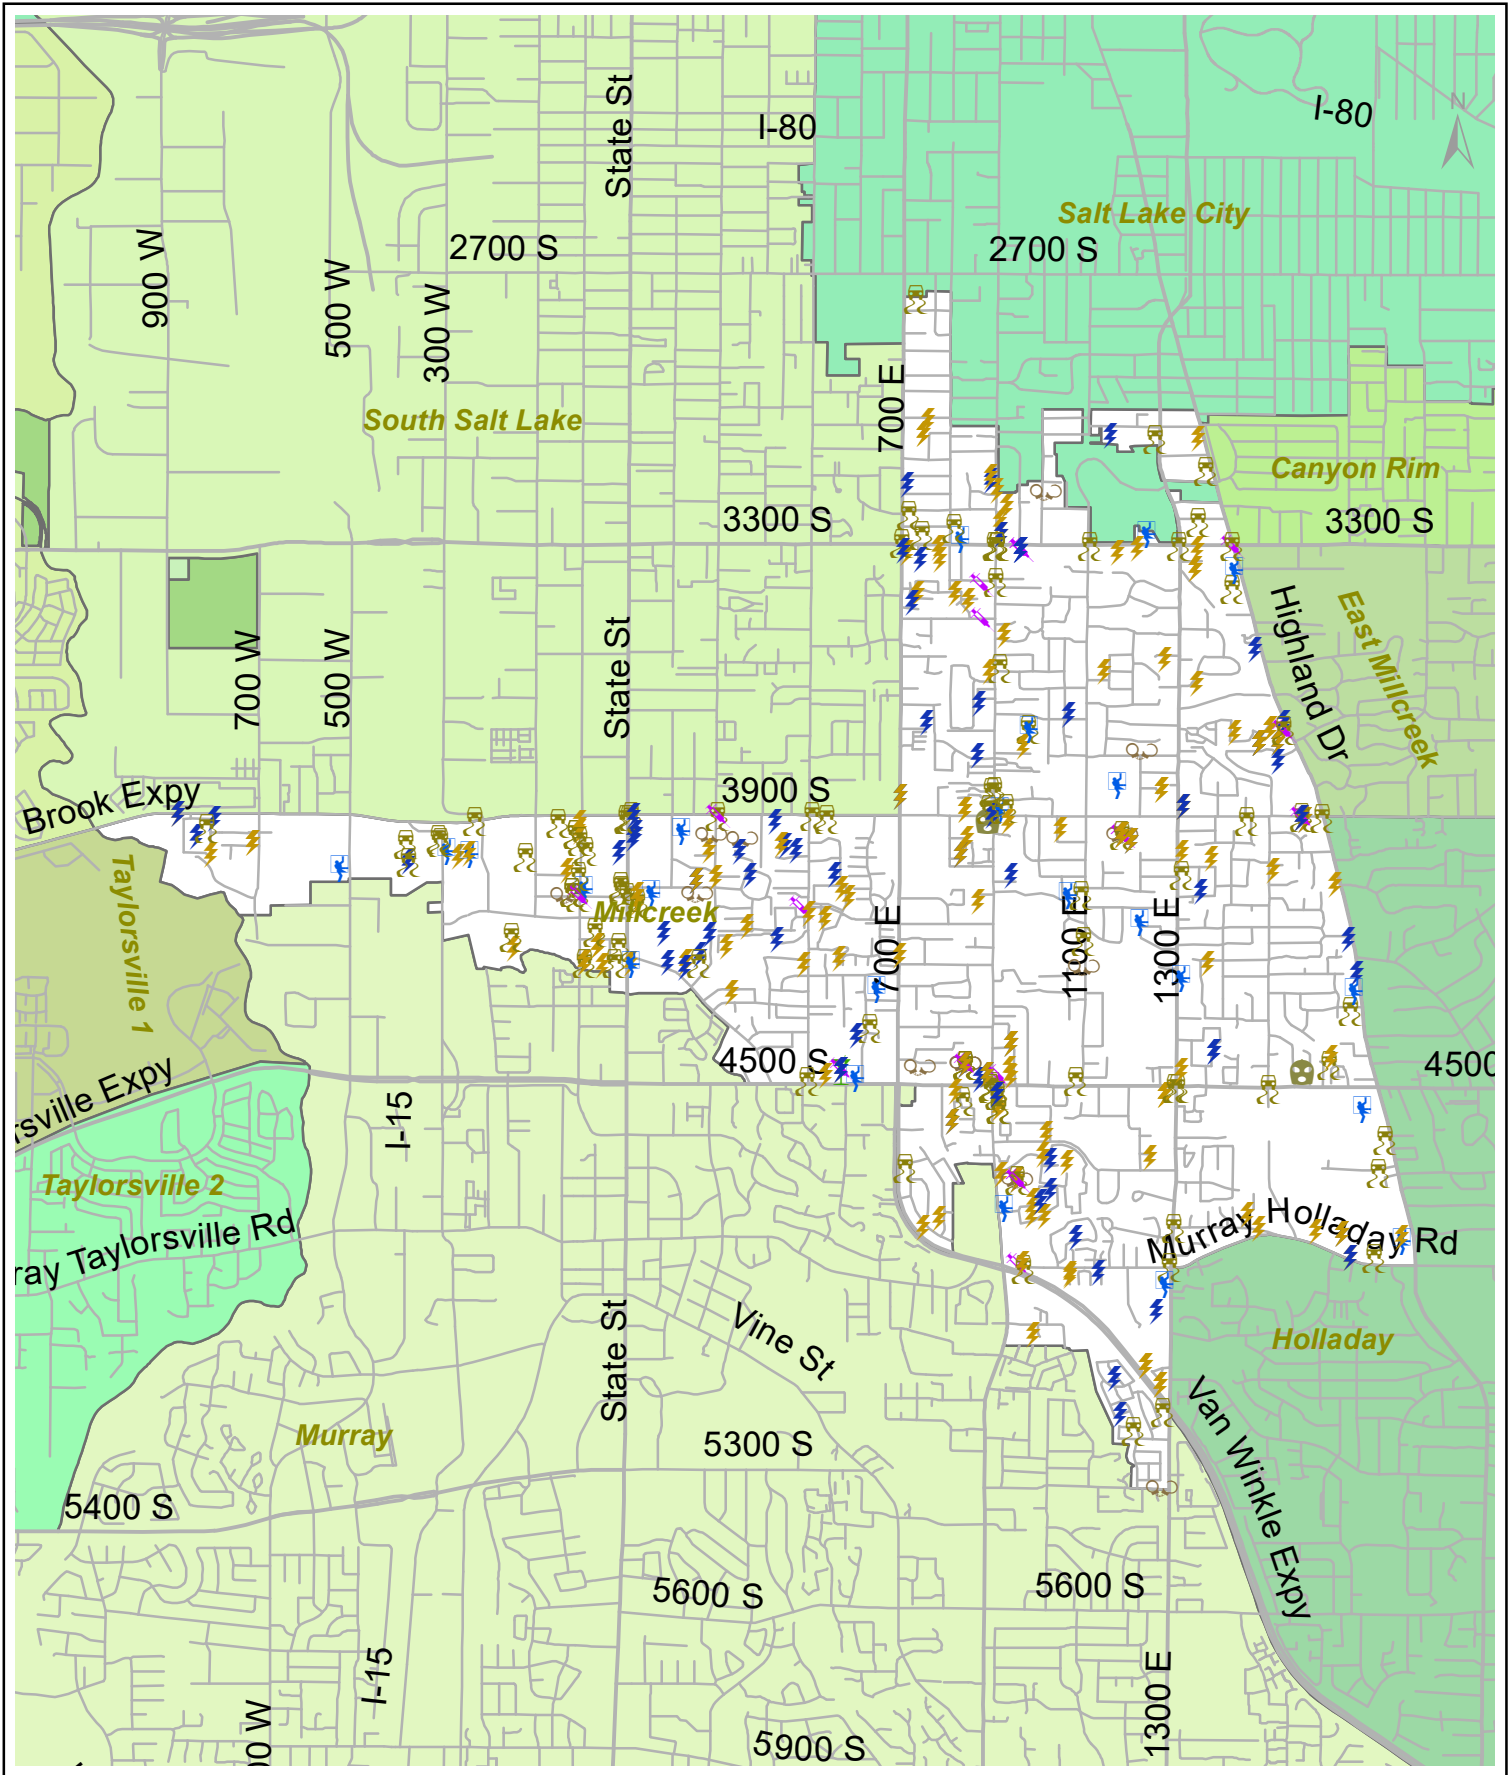 State St
I-80
I-80
N
Salt Lake City
900 W
2700 S
2700 S
500 W
300 W
700 E
South Salt Lake
Canyon Rim
3300 S
3300 S
Highland Dr
East Millcreek
700 W
500 W
State St
Brook Expy
3900 S
Taylorsville 1
Millcreek
700 E
1100 E
1300 E
4500 S
4500
rsville Expy
I-15
Taylorsville 2
ray Taylorsville Rd
Murray Holladay Rd
State St
Vine St
Holladay
Murray
5300 S
Van Winkle Expy
5400 S
5600 S
5600 S
I-15
00 W
1300 E
5900 S